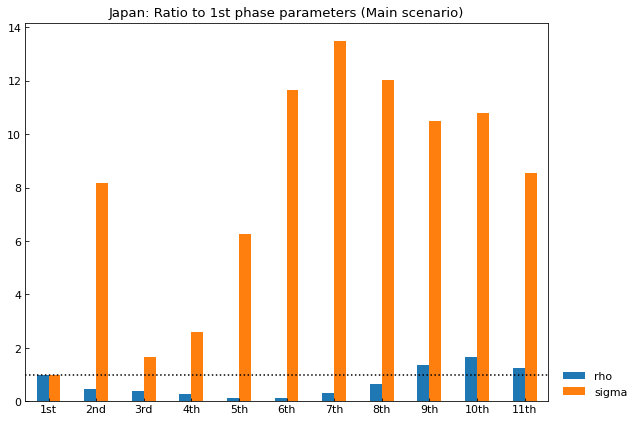 Japan: Ratio to 1st phase parameters (Main scenario)
14
12
10
8
6
4
2
0
1st 2nd 3rd 4th 5th 6th 7th 8th 9th 10th 11th
rho
sigma